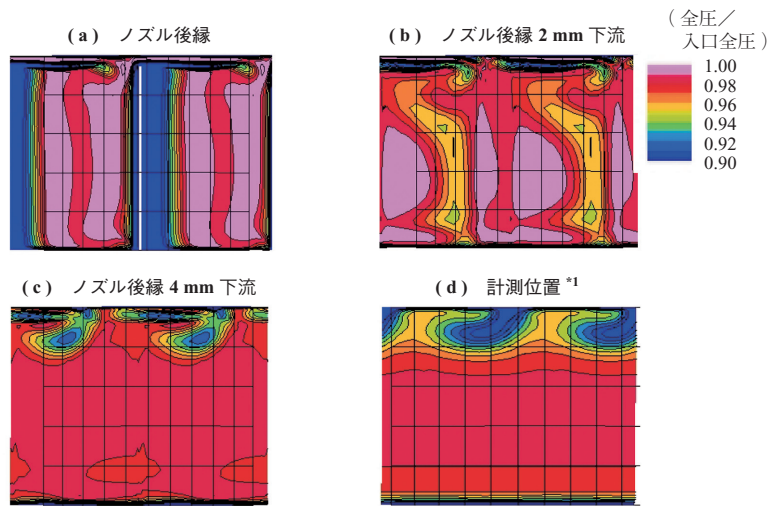 ( a ) ノズル後縁
( b ) ノズル後縁 2 mm 下流
( 全圧／
入口全圧 )
1.00
0.98
0.96
0.94
0.92
0.90
( c ) ノズル後縁 4 mm 下流
( d ) 計測位置 *1